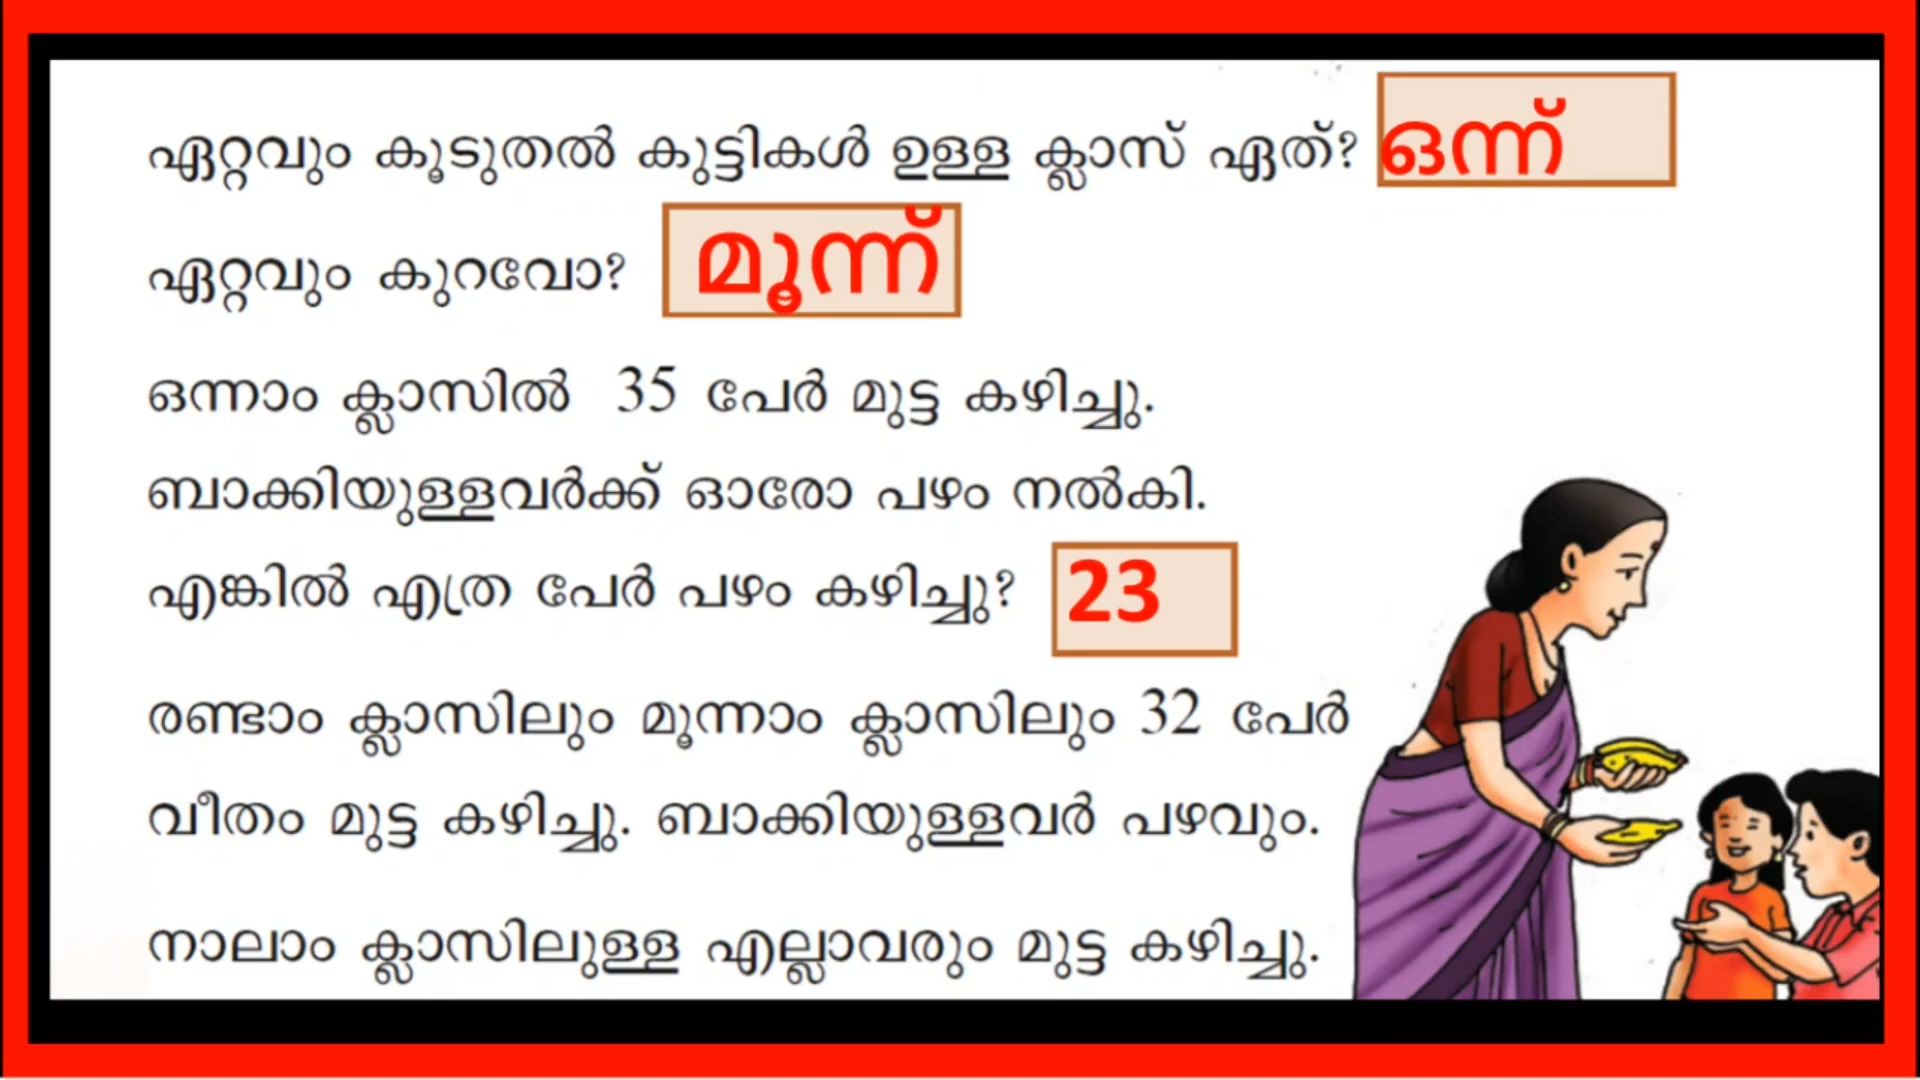 ഏറ്റവും കൂടുതൽ കുട്ടികൾ ഉള്ള ക്ലാസ് ഏത്? ഒന്ന്
ഏറ്റവും കുറവോ? മൂന്ന്
ഒന്നാം ക്ലാസിൽ 35 പേർ മുട്ട കഴിച്ചു.
ബാക്കിയുള്ളവർക്ക് ഓരോ പഴം നൽകി.
എങ്കിൽ എത്ര പേർ പഴം കഴിച്ചു? 23
രണ്ടാം ക്ലാസിലും മൂന്നാം ക്ലാസിലും 32 പേർ
വീതം മുട്ട കഴിച്ചു. ബാക്കിയുള്ളവർ പഴവും.
നാലാം ക്ലാസിലുള്ള എല്ലാവരും മുട്ട കഴിച്ചു.